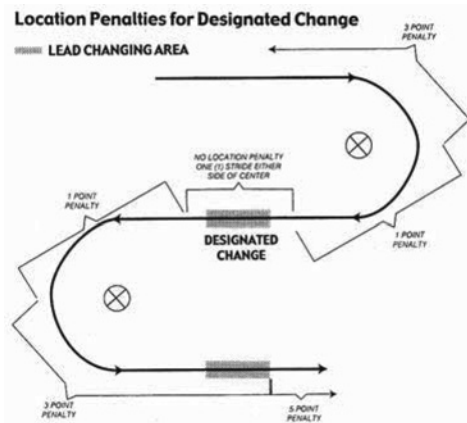 Location Penalties for Designated Change
LEAD CHANGING AREA
3 POINT
PENALTY
NO LOCATION PENALTY
ONE (1) STRIDE EITHER
SIDE OF CENTER
1 POINT
PENALTY
DESIGNATED
CHANGE
1 POINT
PENALTY
3 POINT
PENALTY
5 POINT
PENALTY